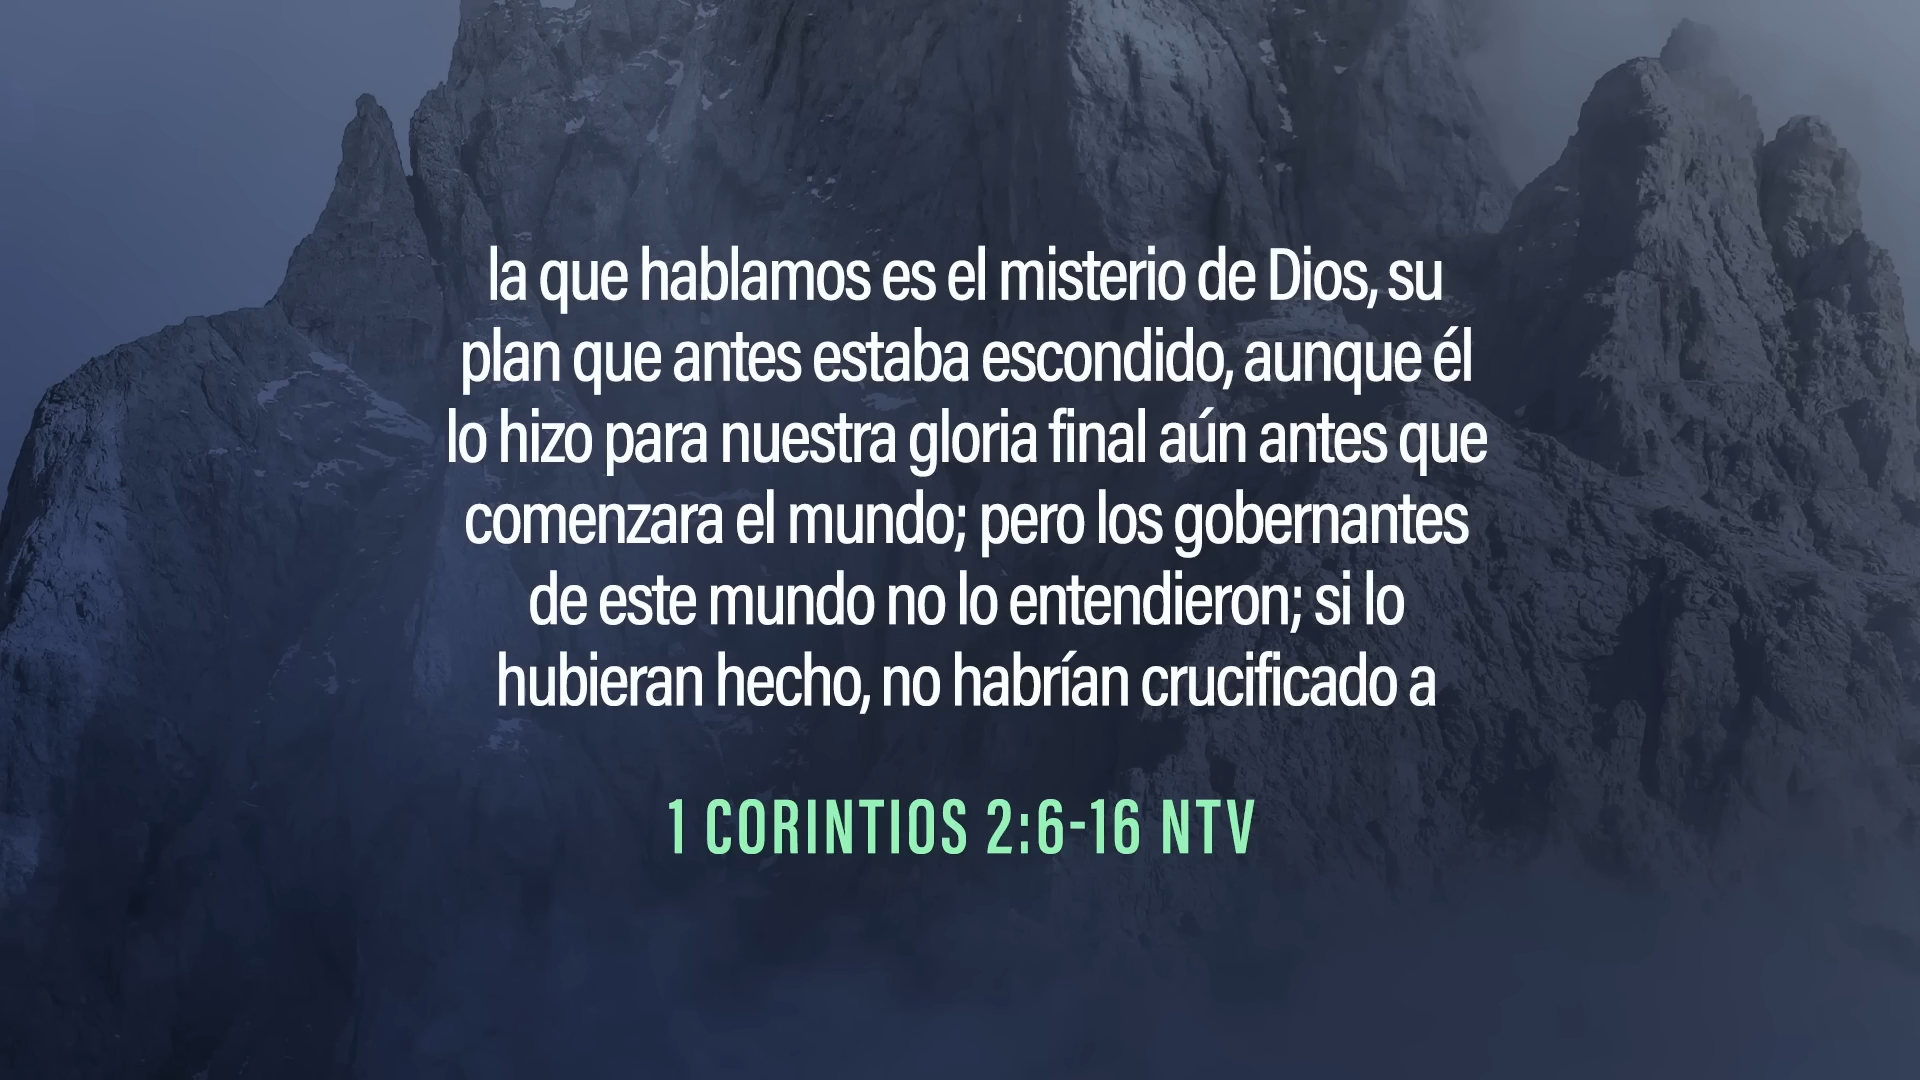 la que hablamos es el misterio de Dios, su
plan que antes estaba escondido, aunque él
lo hizo para nuestra gloria final aún antes que
comenzara el mundo; pero los gobernantes
de este mundo no lo entendieron; si lo
hubieran hecho, no habrían crucificado a
1 CORINTIOS 2:6-16 NTV